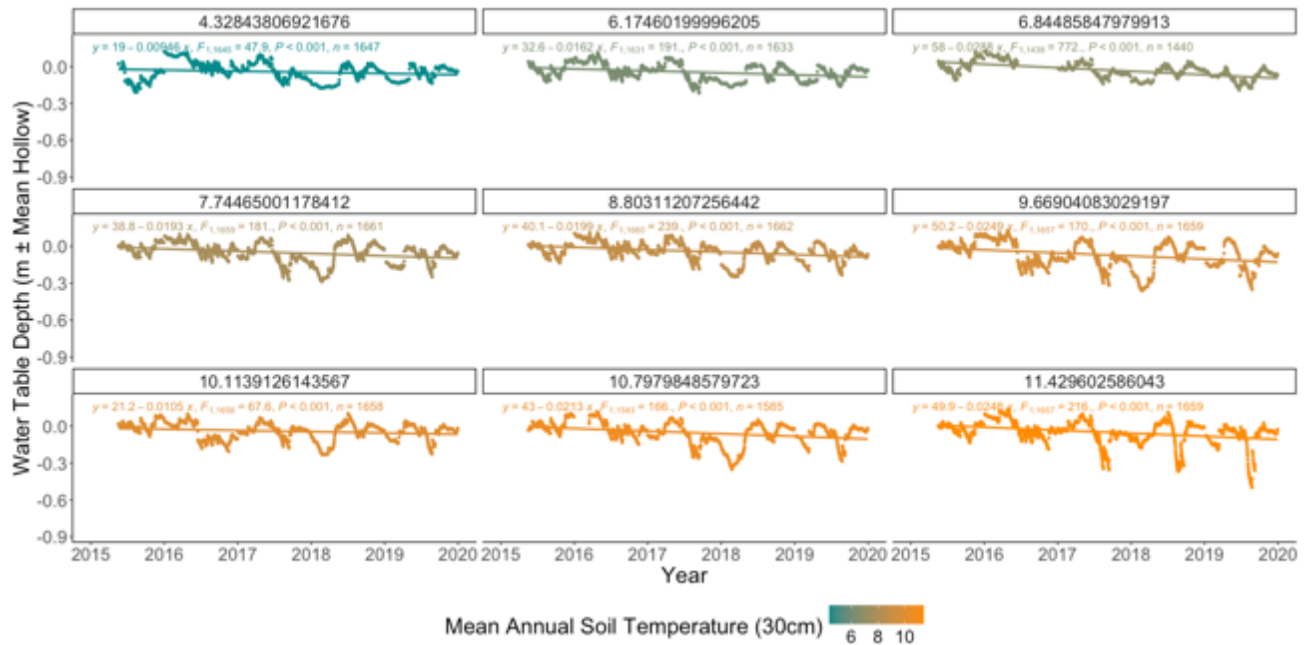 4.32843806921676 6.17460199996205 6.84485847979913
y = 19 − 0.00946 x, F1,1645 = 47.9, P < 0.001, n = 1647
y = 32.6 − 0.0162 x, F1,1631 = 191., P < 0.001, n = 1633
y = 58 − 0.0288 x, F1,1438 = 772., P < 0.001, n = 1440
0.0
-0.3
-0.6
-0.9
7.74465001178412 8.80311207256442 9.66904083029197
y = 38.8 − 0.0193 x, F1,1659 = 181., P < 0.001, n = 1661
y = 40.1 − 0.0199 x, F1,1660 = 239., P < 0.001, n = 1662
y = 50.2 − 0.0249 x, F1,1657 = 170., P < 0.001, n = 1659
0.0
-0.3
-0.6
-0.9
10.1139126143567 10.7979848579723 11.429602586043
y = 21.2 − 0.0105 x, F1,1656 = 67.6, P < 0.001, n = 1658
y = 43 − 0.0213 x, F1,1583 = 166., P < 0.001, n = 1585
y = 49.9 − 0.0248 x, F1,1657 = 216., P < 0.001, n = 1659
0.0
-0.3
-0.6
-0.9
Water Table Depth (m ± Mean Hollow)
2015 2016 2017 2018 2019 2020 2015 2016 2017 2018 2019 2020 2015 2016 2017 2018 2019 2020
Year
Mean Annual Soil Temperature (30cm)
6 8 10